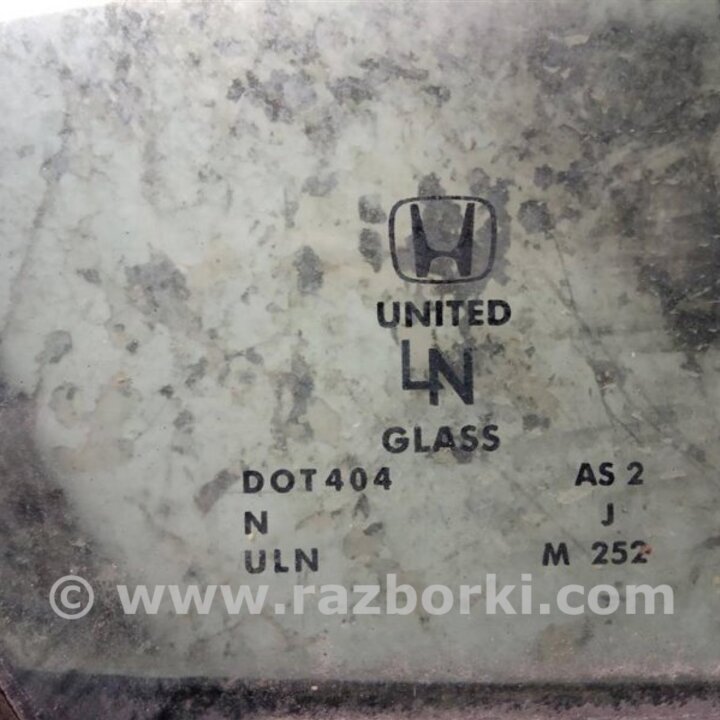 UNITED
LN
GLASS
DOT404 AS 2
N J
ULN M 252
© www.razborki.com